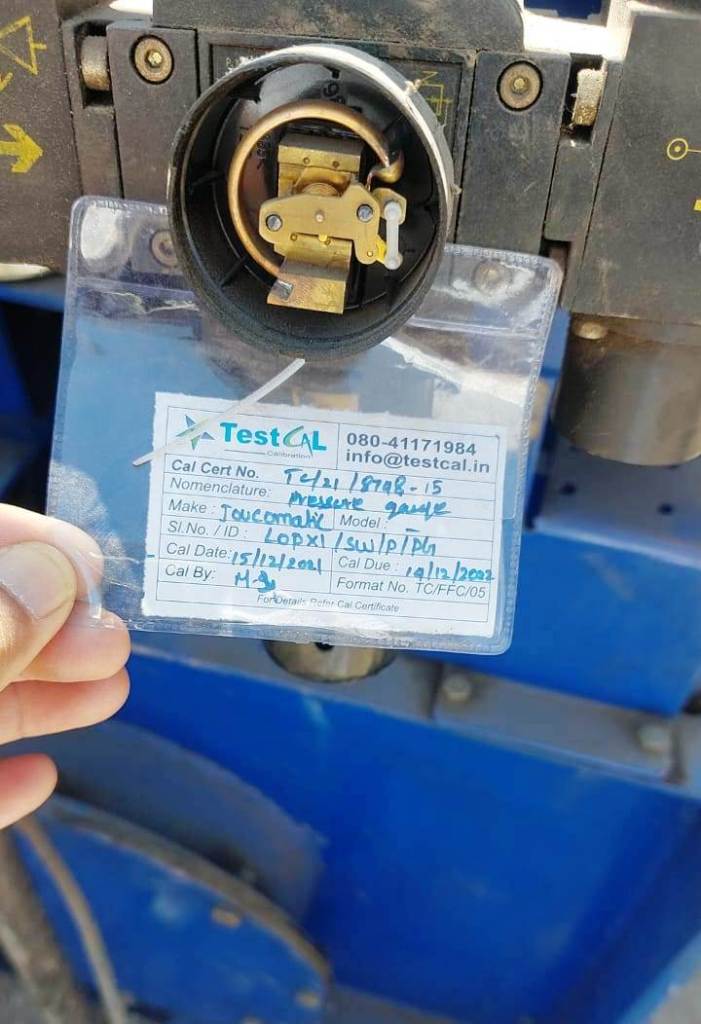 TestCAL
Calibration
080-41171984
info@testcal.in
Cal Cert No. TC/21/8798-15
Nomenclature: Pressure gauge
Make: Joucomatic Model:
Sl.No. / ID: LOPX1/SW/P/PG
Cal Date: 15/12/2021 Cal Due: 14/12/2022
Cal By: Format No. TC/FFC/05
For Details Refer Cal Certificate